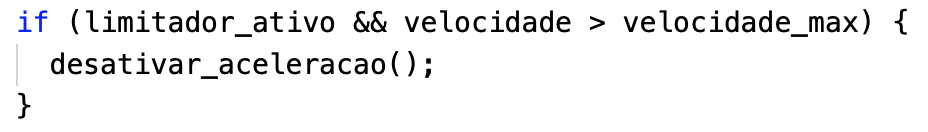 if (limitador_ativo && velocidade > velocidade_max) {
  desativar_aceleracao();
}